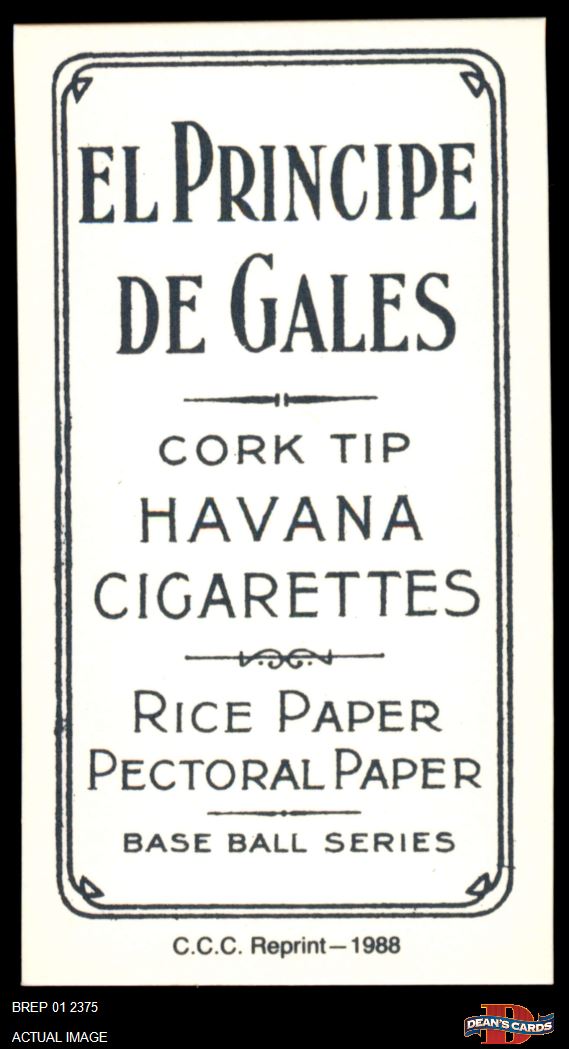 EL PRINCIPE
DE GALES
CORK TIP
HAVANA
CIGARETTES
RICE PAPER
PECTORAL PAPER
BASE BALL SERIES
C.C.C. Reprint—1988
BREP 01 2375
ACTUAL IMAGE
D
DEAN'S CARDS